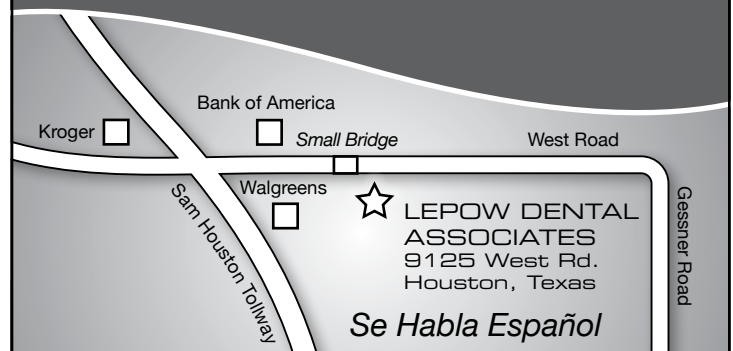 Bank of America
Kroger
Small Bridge
West Road
Walgreens
Sam Houston Tollway
LEPOW DENTAL
ASSOCIATES
9125 West Rd.
Houston, Texas
Gessner Road
Se Habla Español